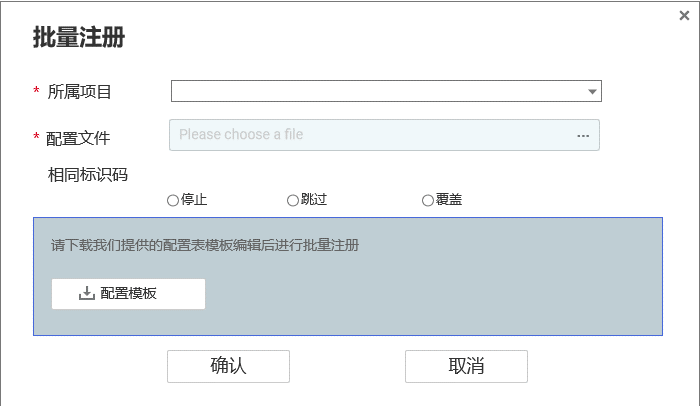 批量注册
* 所属项目
* 配置文件 Please choose a file ...
相同标识码
停止 跳过 覆盖
请下载我们提供的配置表模板编辑后进行批量注册
配置模板
确认 取消